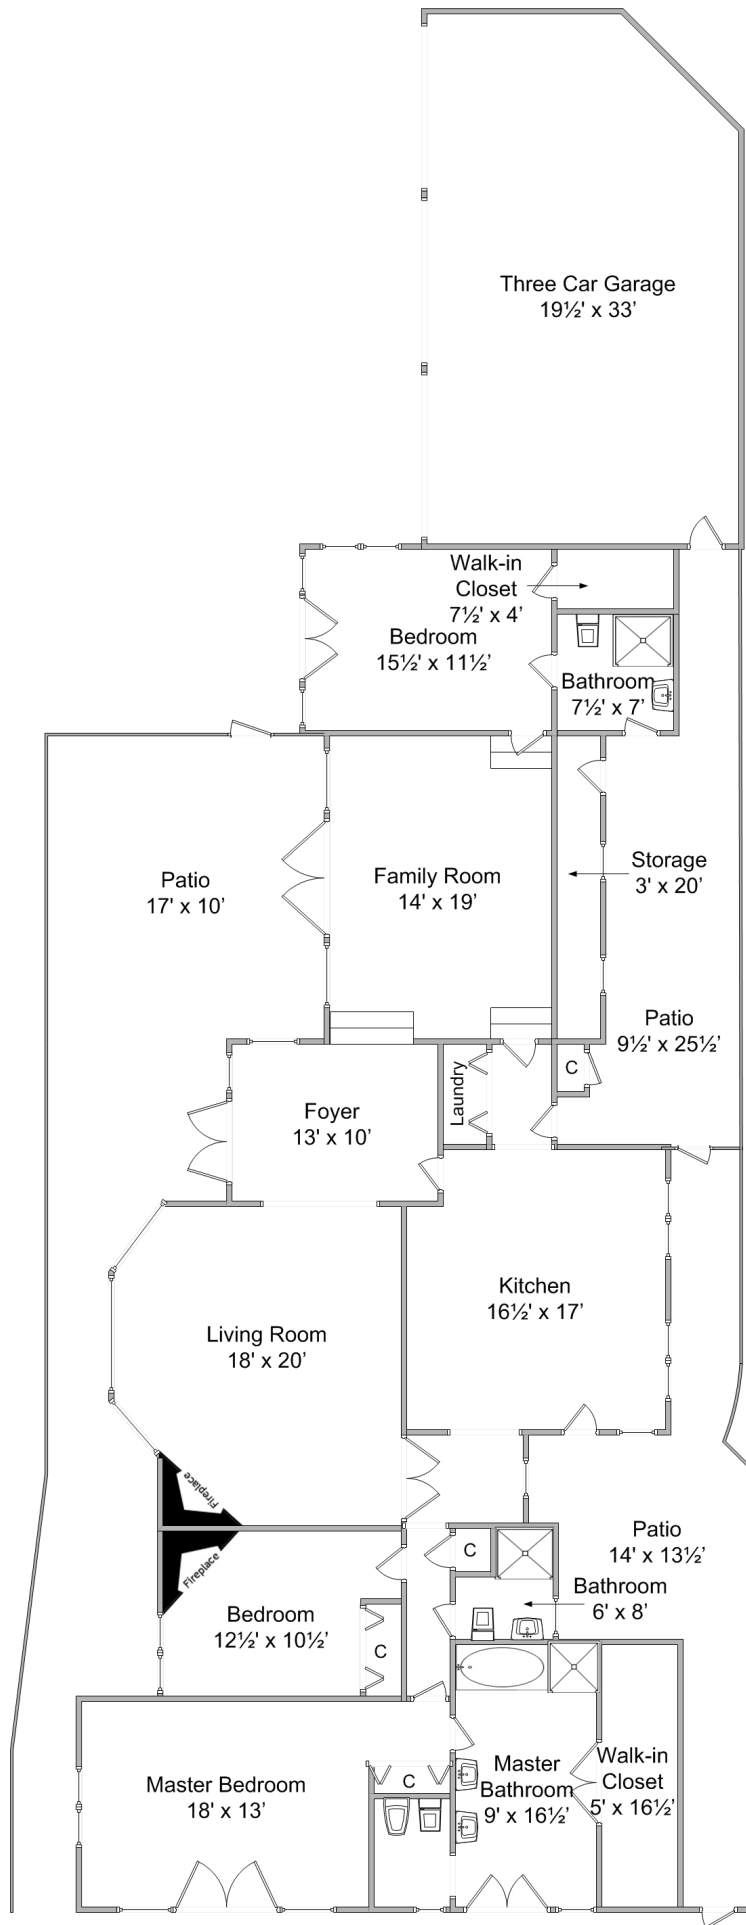 Three Car Garage
19½' x 33’
Walk-in
Closet
7½' x 4’
Bedroom
15½' x 11½’
Bathroom
7½' x 7’
Patio
17' x 10’
Family Room
14' x 19’
Storage
3' x 20’
Patio
9½' x 25½’
C
Laundry
Foyer
13' x 10’
Kitchen
16½' x 17’
Living Room
18' x 20’
Fireplace
Fireplace
Patio
14' x 13½’
C
Bathroom
6' x 8’
Bedroom
12½' x 10½’
C
Master Bedroom
18' x 13’
C
Master
Bathroom
9' x 16½’
Walk-in
Closet
5' x 16½’